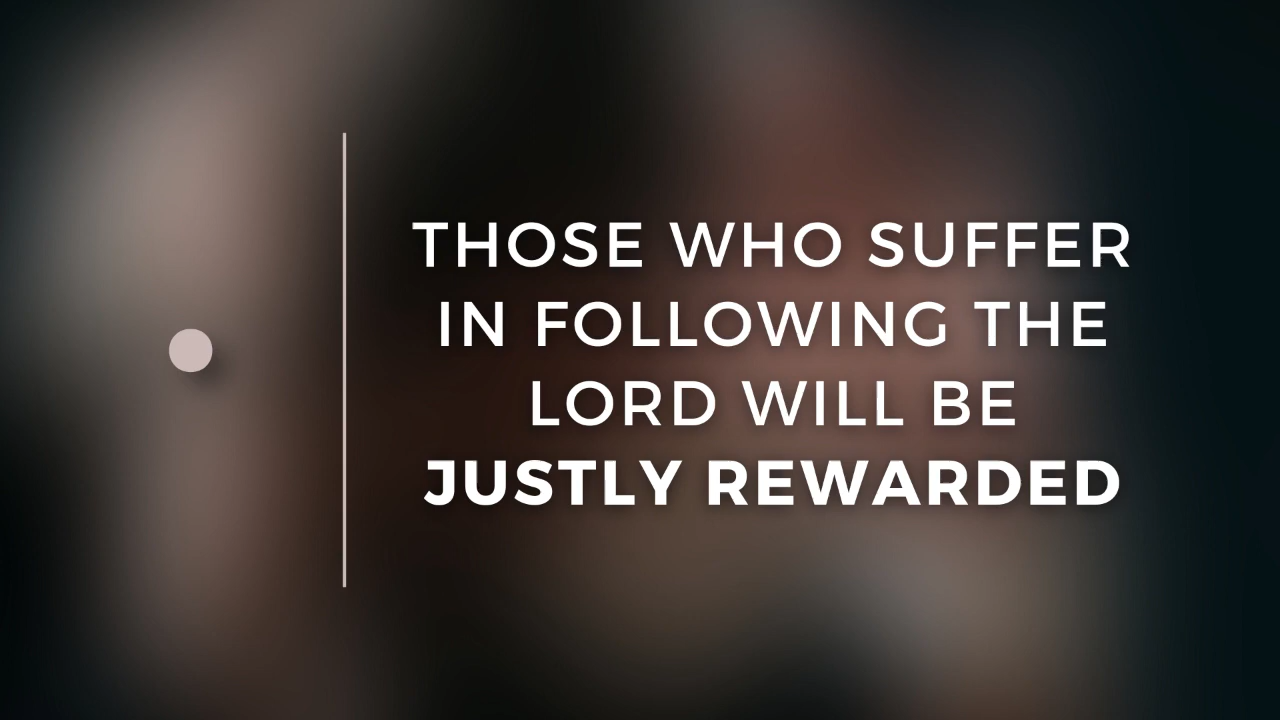 THOSE WHO SUFFER
IN FOLLOWING THE
LORD WILL BE
JUSTLY REWARDED